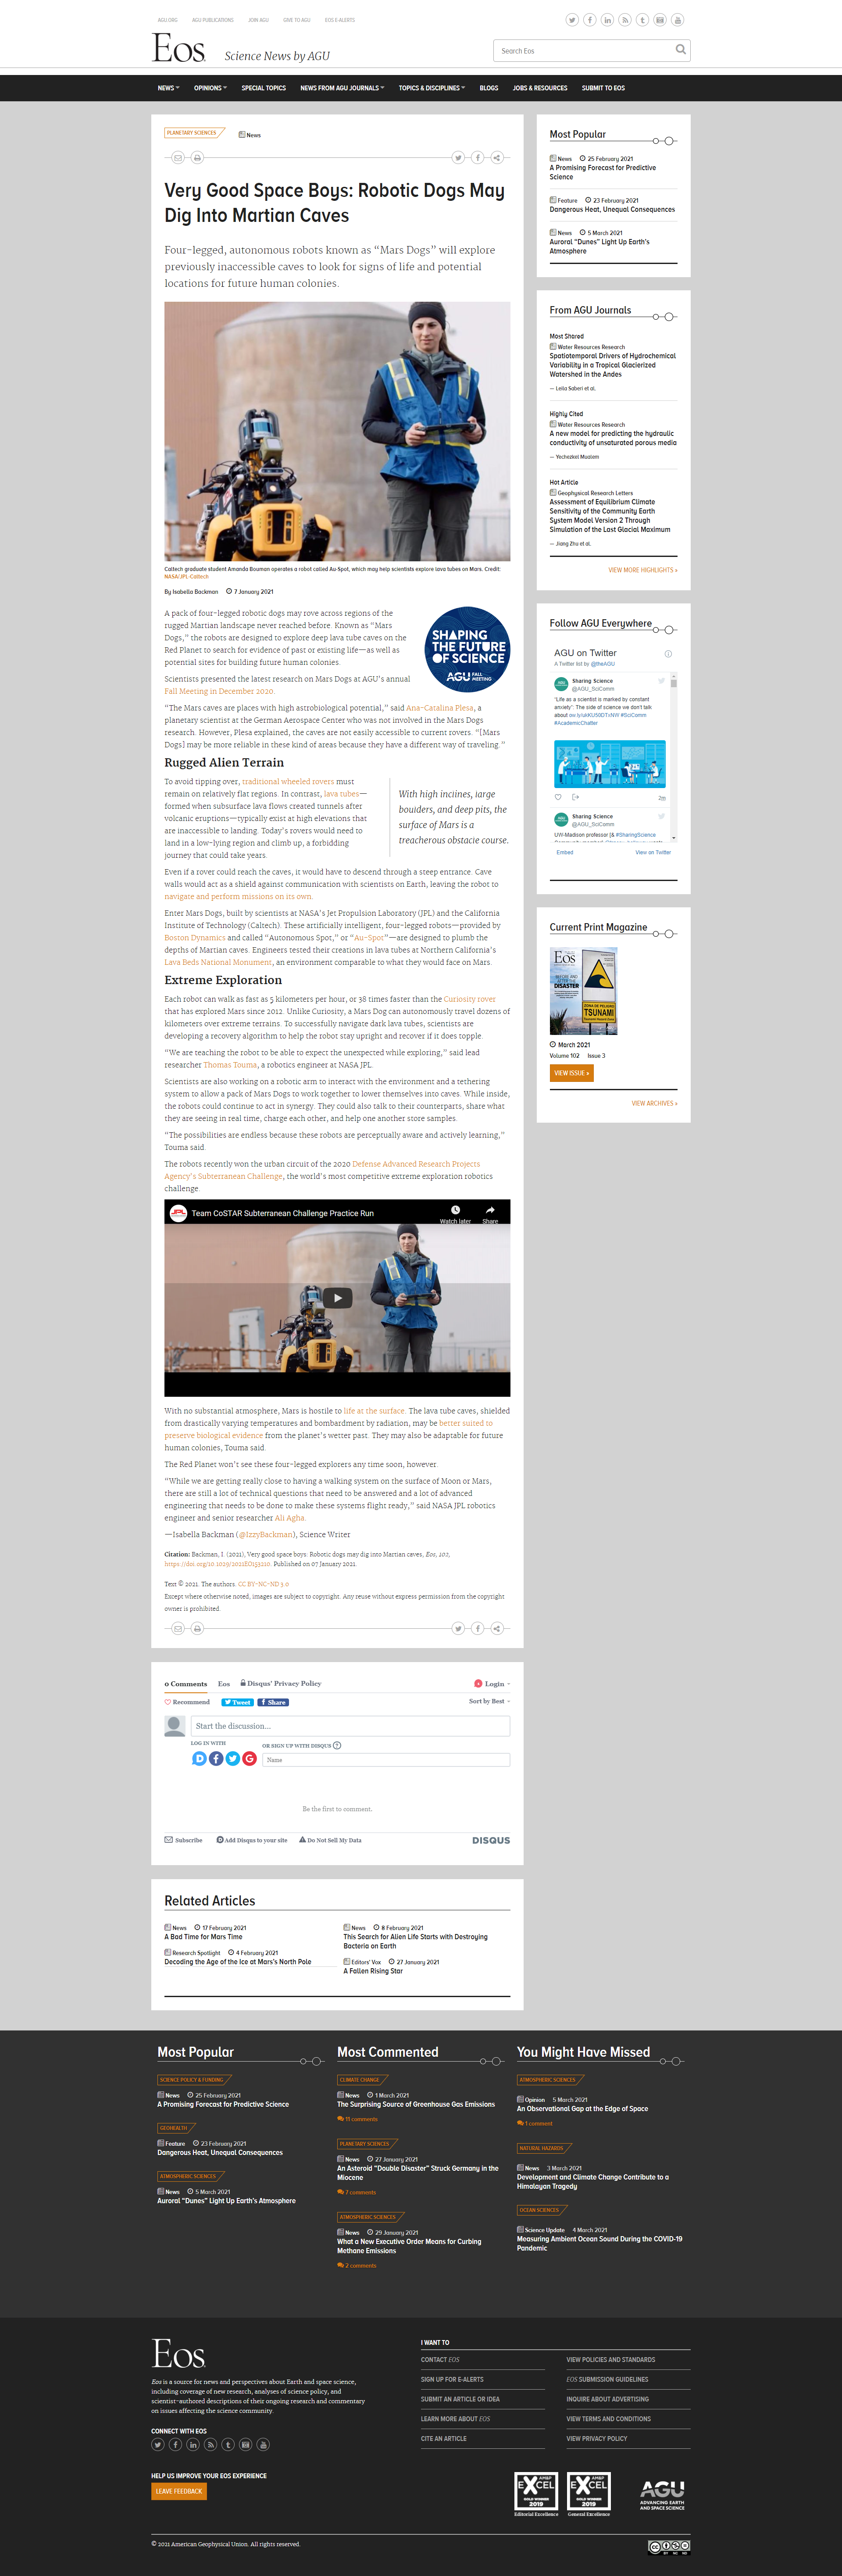 AGU.ORG AGU PUBLICATIONS JOIN AGU GIVE TO AGU EOS E-ALERTS
Eos Science News by AGU
Search Eos
NEWS OPINIONS SPECIAL TOPICS NEWS FROM AGU JOURNALS TOPICS & DISCIPLINES BLOGS JOBS & RESOURCES SUBMIT TO EOS
PLANETARY SCIENCES News
Very Good Space Boys: Robotic Dogs May
Dig Into Martian Caves
Four-legged, autonomous robots known as “Mars Dogs” will explore
previously inaccessible caves to look for signs of life and potential
locations for future human colonies.
Caltech graduate student Amanda Bouman operates a robot called Au-Spot, which may help scientists explore lava tubes on Mars. Credit:
NASA/JPL-Caltech
By Isabella Backman 7 January 2021
A pack of four-legged robotic dogs may rove across regions of the
rugged Martian landscape never reached before. Known as “Mars
Dogs,” the robots are designed to explore deep lava tube caves on the
Red Planet to search for evidence of past or existing life—as well as
potential sites for building future human colonies.
SHAPING
THE FUTURE
OF SCIENCE
AGU FALL MEETING
Scientists presented the latest research on Mars Dogs at AGU’s annual
Fall Meeting in December 2020.
“The Mars caves are places with high astrobiological potential,” said Ana-Catalina Plesa, a
planetary scientist at the German Aerospace Center who was not involved in the Mars Dogs
research. However, Plesa explained, the caves are not easily accessible to current rovers. “[Mars
Dogs] may be more reliable in these kind of areas because they have a different way of traveling.”
Rugged Alien Terrain
To avoid tipping over, traditional wheeled rovers must
remain on relatively flat regions. In contrast, lava tubes—
formed when subsurface lava flows created tunnels after
volcanic eruptions—typically exist at high elevations that
are inaccessible to landing. Today’s rovers would need to
land in a low-lying region and climb up, a forbidding
journey that could take years.
With high inclines, large
boulders, and deep pits, the
surface of Mars is a
treacherous obstacle course.
Even if a rover could reach the caves, it would have to descend through a steep entrance. Cave
walls would act as a shield against communication with scientists on Earth, leaving the robot to
navigate and perform missions on its own.
Enter Mars Dogs, built by scientists at NASA’s Jet Propulsion Laboratory (JPL) and the California
Institute of Technology (Caltech). These artificially intelligent, four-legged robots—provided by
Boston Dynamics and called “Autonomous Spot,” or “Au-Spot”—are designed to plumb the
depths of Martian caves. Engineers tested their creations in lava tubes at Northern California’s
Lava Beds National Monument, an environment comparable to what they would face on Mars.
Extreme Exploration
Each robot can walk as fast as 5 kilometers per hour, or 38 times faster than the Curiosity rover
that has explored Mars since 2012. Unlike Curiosity, a Mars Dog can autonomously travel dozens of
kilometers over extreme terrains. To successfully navigate dark lava tubes, scientists are
developing a recovery algorithm to help the robot stay upright and recover if it does topple.
“We are teaching the robot to be able to expect the unexpected while exploring,” said lead
researcher Thomas Touma, a robotics engineer at NASA JPL.
Scientists are also working on a robotic arm to interact with the environment and a tethering
system to allow a pack of Mars Dogs to work together to lower themselves into caves. While inside,
the robots could continue to act in synergy. They could also talk to their counterparts, share what
they are seeing in real time, charge each other, and help one another store samples.
“The possibilities are endless because these robots are perceptually aware and actively learning,”
Touma said.
The robots recently won the urban circuit of the 2020 Defense Advanced Research Projects
Agency’s Subterranean Challenge, the world’s most competitive extreme exploration robotics
challenge.
JPL Team CoSTAR Subterranean Challenge Practice Run
Watch later Share
With no substantial atmosphere, Mars is hostile to life at the surface. The lava tube caves, shielded
from drastically varying temperatures and bombardment by radiation, may be better suited to
preserve biological evidence from the planet’s wetter past. They may also be adaptable for future
human colonies, Touma said.
The Red Planet won’t see these four-legged explorers any time soon, however.
“While we are getting really close to having a walking system on the surface of Moon or Mars,
there are still a lot of technical questions that need to be answered and a lot of advanced
engineering that needs to be done to make these systems flight ready,” said NASA JPL robotics
engineer and senior researcher Ali Agha.
—Isabella Backman (@IzzyBackman), Science Writer
Citation: Backman, I. (2021), Very good space boys: Robotic dogs may dig into Martian caves, Eos, 102,
https://doi.org/10.1029/2021EO153210. Published on 07 January 2021.
Text © 2021. The authors. CC BY-NC-ND 3.0
Except where otherwise noted, images are subject to copyright. Any reuse without express permission from the copyright
owner is prohibited.
0 Comments Eos Disqus' Privacy Policy Login
Recommend Tweet Share Sort by Best
Start the discussion...
LOG IN WITH
OR SIGN UP WITH DISQUS ?
Name
Be the first to comment.
Subscribe Add Disqus to your site Do Not Sell My Data DISQUS
Related Articles
News 17 February 2021
A Bad Time for Mars Time
Research Spotlight 4 February 2021
Decoding the Age of the Ice at Mars’s North Pole
News 8 February 2021
This Search for Alien Life Starts with Destroying
Bacteria on Earth
Editors' Vox 27 January 2021
A Fallen Rising Star
Most Popular
News 25 February 2021
A Promising Forecast for Predictive
Science
Feature 23 February 2021
Dangerous Heat, Unequal Consequences
News 5 March 2021
Auroral “Dunes” Light Up Earth’s
Atmosphere
From AGU Journals
Most Shared
Water Resources Research
Spatiotemporal Drivers of Hydrochemical
Variability in a Tropical Glacierized
Watershed in the Andes
— Leila Saberi et al.
Highly Cited
Water Resources Research
A new model for predicting the hydraulic
conductivity of unsaturated porous media
— Yechezkel Mualem
Hot Article
Geophysical Research Letters
Assessment of Equilibrium Climate
Sensitivity of the Community Earth
System Model Version 2 Through
Simulation of the Last Glacial Maximum
— Jiang Zhu et al.
VIEW MORE HIGHLIGHTS »
Follow AGU Everywhere
AGU on Twitter
A Twitter list by @theAGU
Sharing Science
@AGU_SciComm
"Life as a scientist is marked by constant
anxiety". The side of science we don't talk
about #SciComm
#AcademicChatter
2m
Sharing Science
@AGU_SciComm
UW-Madison professor [& #SharingScience
Embed View on Twitter
Current Print Magazine
Eos
BEFORE AND
AFTER THE
DISASTER
ZONA DE PELIGRO
TSUNAMI
March 2021
Volume 102 Issue 3
VIEW ISSUE »
VIEW ARCHIVES »
Most Popular
SCIENCE POLICY & FUNDING
News 25 February 2021
A Promising Forecast for Predictive Science
GEOHEALTH
Feature 23 February 2021
Dangerous Heat, Unequal Consequences
ATMOSPHERIC SCIENCES
News 5 March 2021
Auroral “Dunes” Light Up Earth’s Atmosphere
Most Commented
CLIMATE CHANGE
News 1 March 2021
The Surprising Source of Greenhouse Gas Emissions
11 comments
PLANETARY SCIENCES
News 27 January 2021
An Asteroid “Double Disaster” Struck Germany in the
Miocene
7 comments
ATMOSPHERIC SCIENCES
News 29 January 2021
What a New Executive Order Means for Curbing
Methane Emissions
2 comments
You Might Have Missed
ATMOSPHERIC SCIENCES
Opinion 5 March 2021
An Observational Gap at the Edge of Space
1 comment
NATURAL HAZARDS
News 3 March 2021
Development and Climate Change Contribute to a
Himalayan Tragedy
OCEAN SCIENCES
Science Update 4 March 2021
Measuring Ambient Ocean Sound During the COVID-19
Pandemic
Eos
Eos is a source for news and perspectives about Earth and space science,
including coverage of new research, analyses of science policy, and
scientist-authored descriptions of their ongoing research and commentary
on issues affecting the science community.
CONNECT WITH EOS
HELP US IMPROVE YOUR EOS EXPERIENCE
LEAVE FEEDBACK
I WANT TO
CONTACT EOS
SIGN UP FOR E-ALERTS
SUBMIT AN ARTICLE OR IDEA
LEARN MORE ABOUT EOS
CITE AN ARTICLE
VIEW POLICIES AND STANDARDS
EOS SUBMISSION GUIDELINES
INQUIRE ABOUT ADVERTISING
VIEW TERMS AND CONDITIONS
VIEW PRIVACY POLICY
AM&P
EXCEL
GOLD WINNER
2019
Editorial Excellence
AM&P
EXCEL
GOLD WINNER
2019
General Excellence
AGU
ADVANCING EARTH
AND SPACE SCIENCE
© 2021 American Geophysical Union. All rights reserved.
BY NC ND